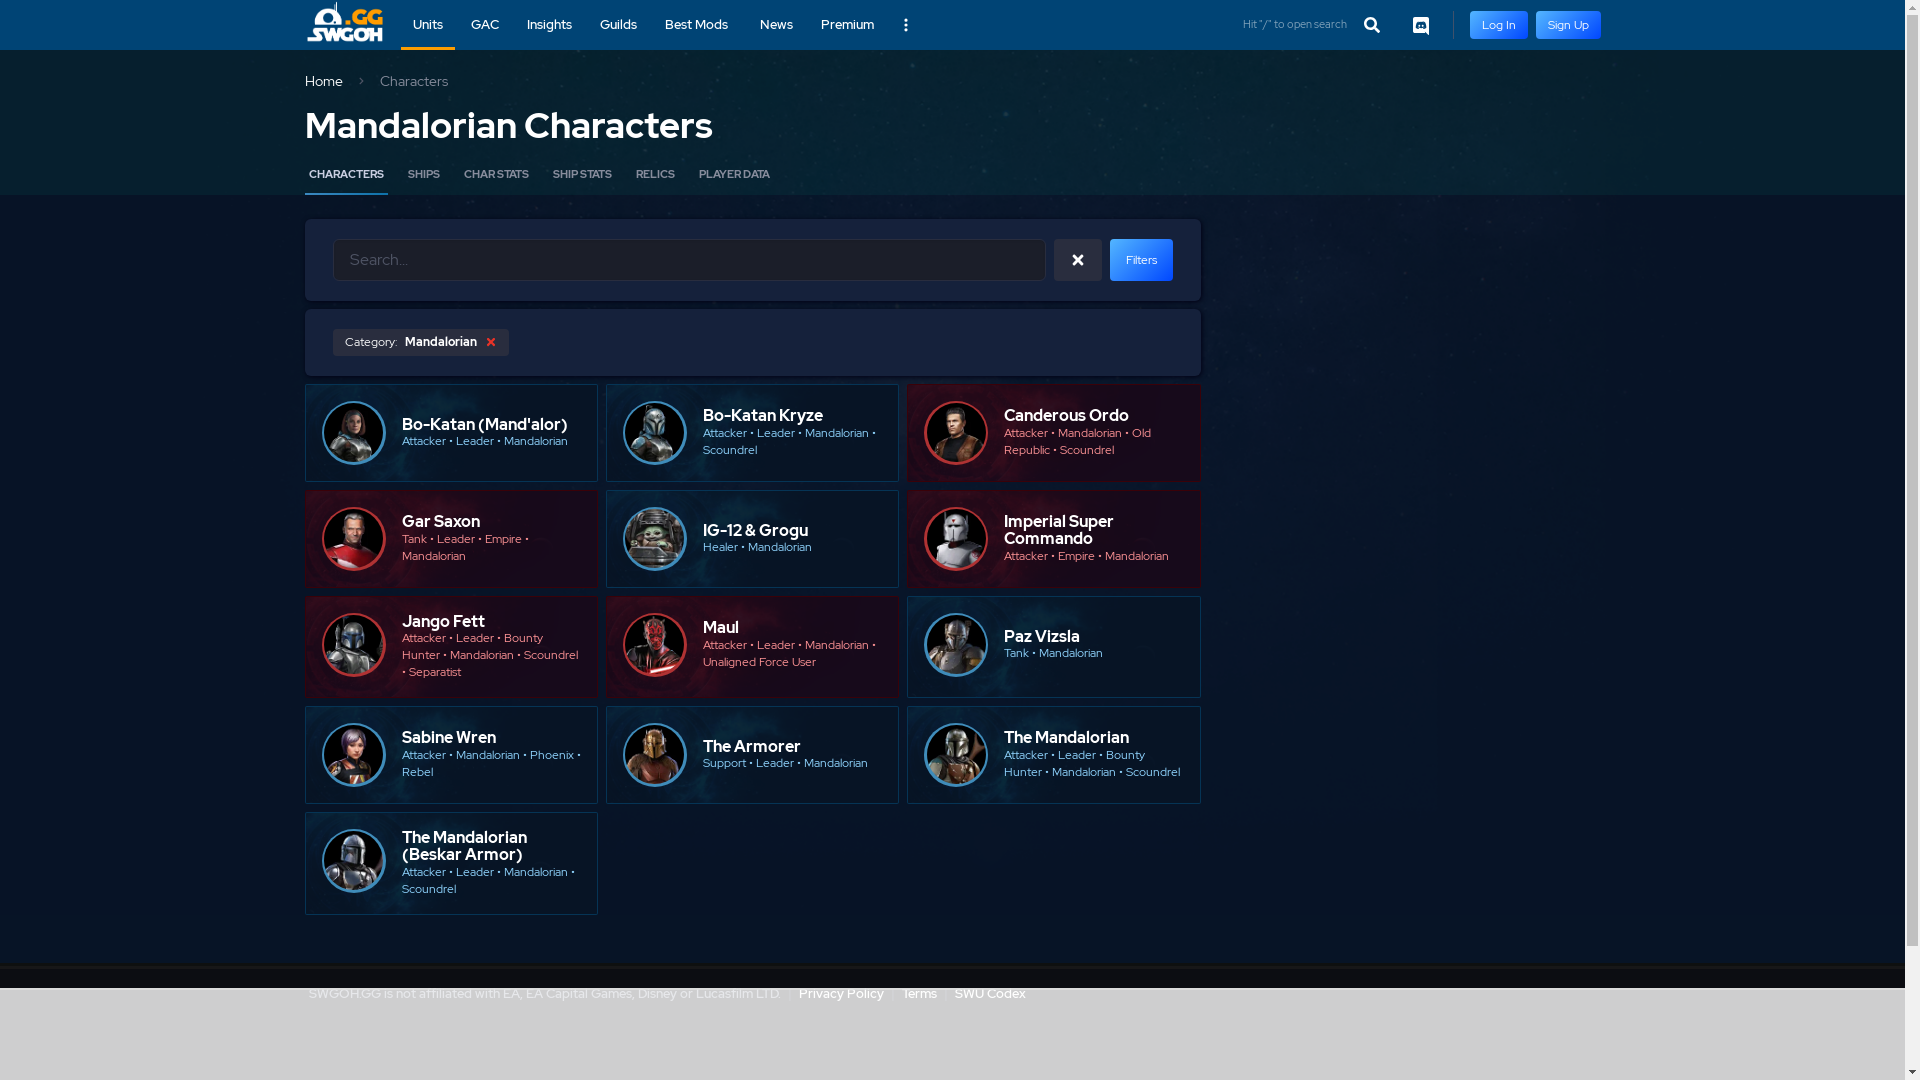 .GG
SWGOH
Units
GAC
Insights
Guilds
Best Mods
News
Premium
Hit "/" to open search
Log In
Sign Up
Home
Characters
Mandalorian Characters
CHARACTERS
SHIPS
CHAR STATS
SHIP STATS
RELICS
PLAYER DATA
Search...
Filters
Category: Mandalorian
Bo-Katan (Mand'alor)
Attacker • Leader • Mandalorian
Bo-Katan Kryze
Attacker • Leader • Mandalorian •
Scoundrel
Canderous Ordo
Attacker • Mandalorian • Old
Republic • Scoundrel
Gar Saxon
Tank • Leader • Empire •
Mandalorian
IG-12 & Grogu
Healer • Mandalorian
Imperial Super
Commando
Attacker • Empire • Mandalorian
Jango Fett
Attacker • Leader • Bounty
Hunter • Mandalorian • Scoundrel
• Separatist
Maul
Attacker • Leader • Mandalorian •
Unaligned Force User
Paz Vizsla
Tank • Mandalorian
Sabine Wren
Attacker • Mandalorian • Phoenix •
Rebel
The Armorer
Support • Leader • Mandalorian
The Mandalorian
Attacker • Leader • Bounty
Hunter • Mandalorian • Scoundrel
The Mandalorian
(Beskar Armor)
Attacker • Leader • Mandalorian •
Scoundrel
SWGOH.GG is not affiliated with EA, EA Capital Games, Disney or Lucasfilm LTD. | Privacy Policy | Terms | SWU Codex